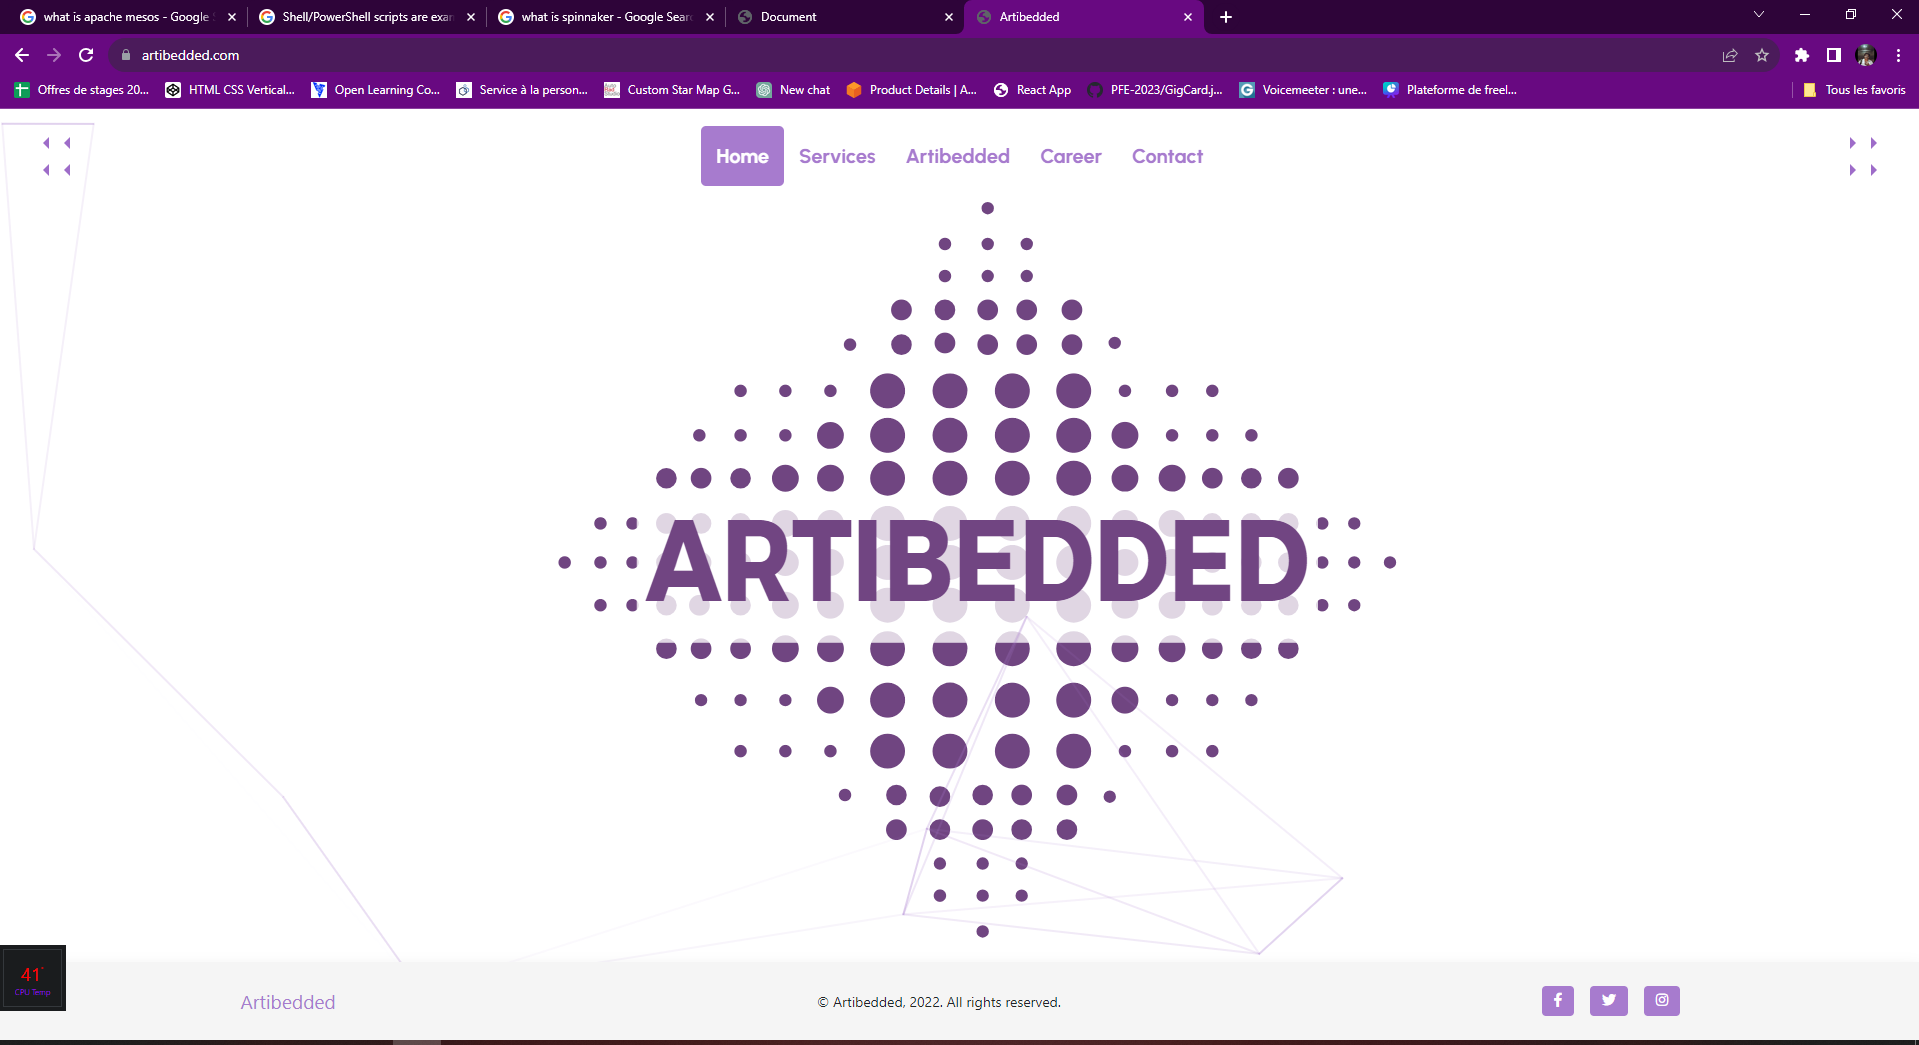 what is apache mesos - Google
Shell/PowerShell scripts are exan
what is spinnaker - Google Sear
Document
Artibedded
artibedded.com
Offres de stages 20...
HTML CSS Vertical...
Open Learning Co...
Service à la person...
Custom Star Map G...
New chat
Product Details | A...
React App
PFE-2023/GigCard.j...
Voicemeeter : une...
Plateforme de freel...
Tous les favoris
Home
Services
Artibedded
Career
Contact
ARTIBEDDED
41°
CPU Temp
Artibedded
© Artibedded, 2022. All rights reserved.